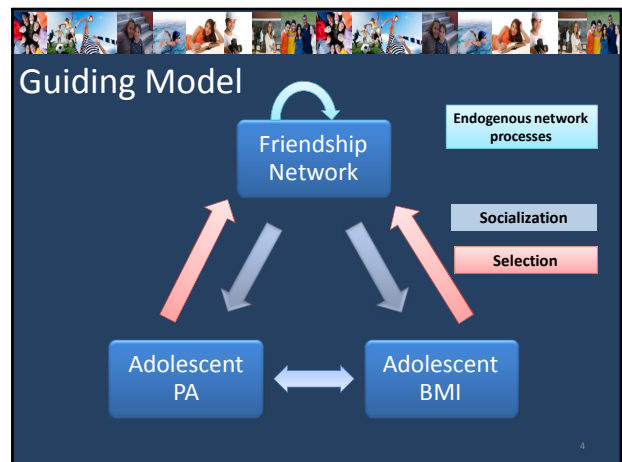 Guiding Model
Friendship
Network
Endogenous network
processes
Socialization
Selection
Adolescent
PA
Adolescent
BMI
4